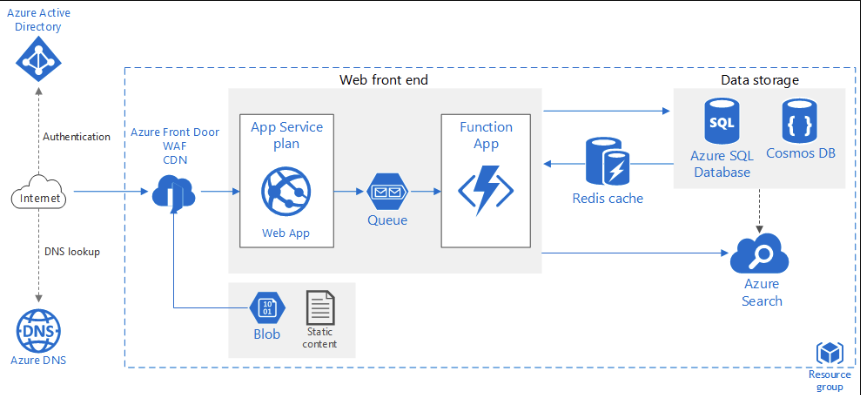 Azure Active
Directory
Authentication
Internet
DNS lookup
DNS
Azure DNS
Azure Front Door
WAF
CDN
Web front end
App Service
plan
Web App
Queue
Function
App
Blob
10
01
Static
content
Redis cache
Data storage
SQL
Azure SQL
Database
{ }
Cosmos DB
Azure
Search
Resource
group